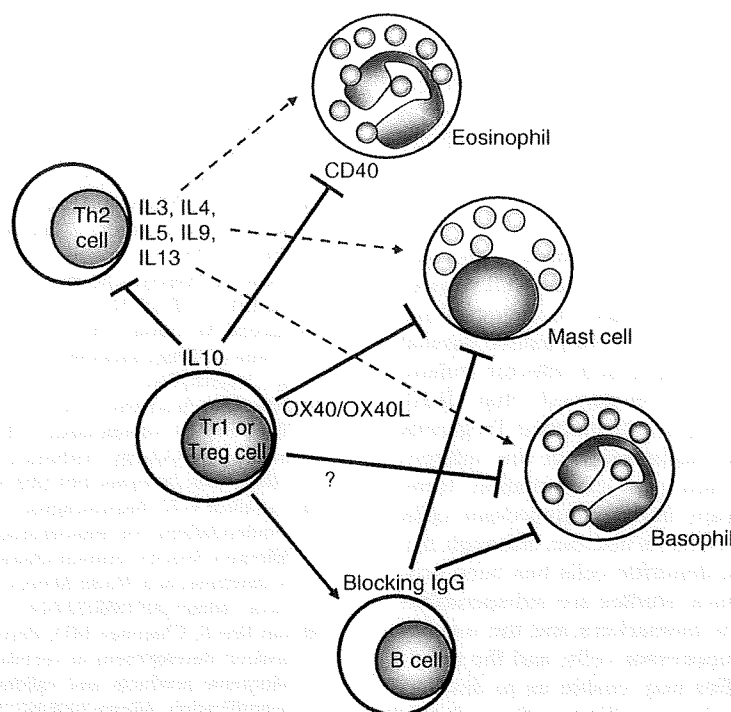 Eosinophil
CD40
Th2
cell
IL3, IL4,
IL5, IL9,
IL13
Mast cell
IL10
OX40/OX40L
Tr1 or
Treg cell
?
Basophil
Blocking IgG
B cell